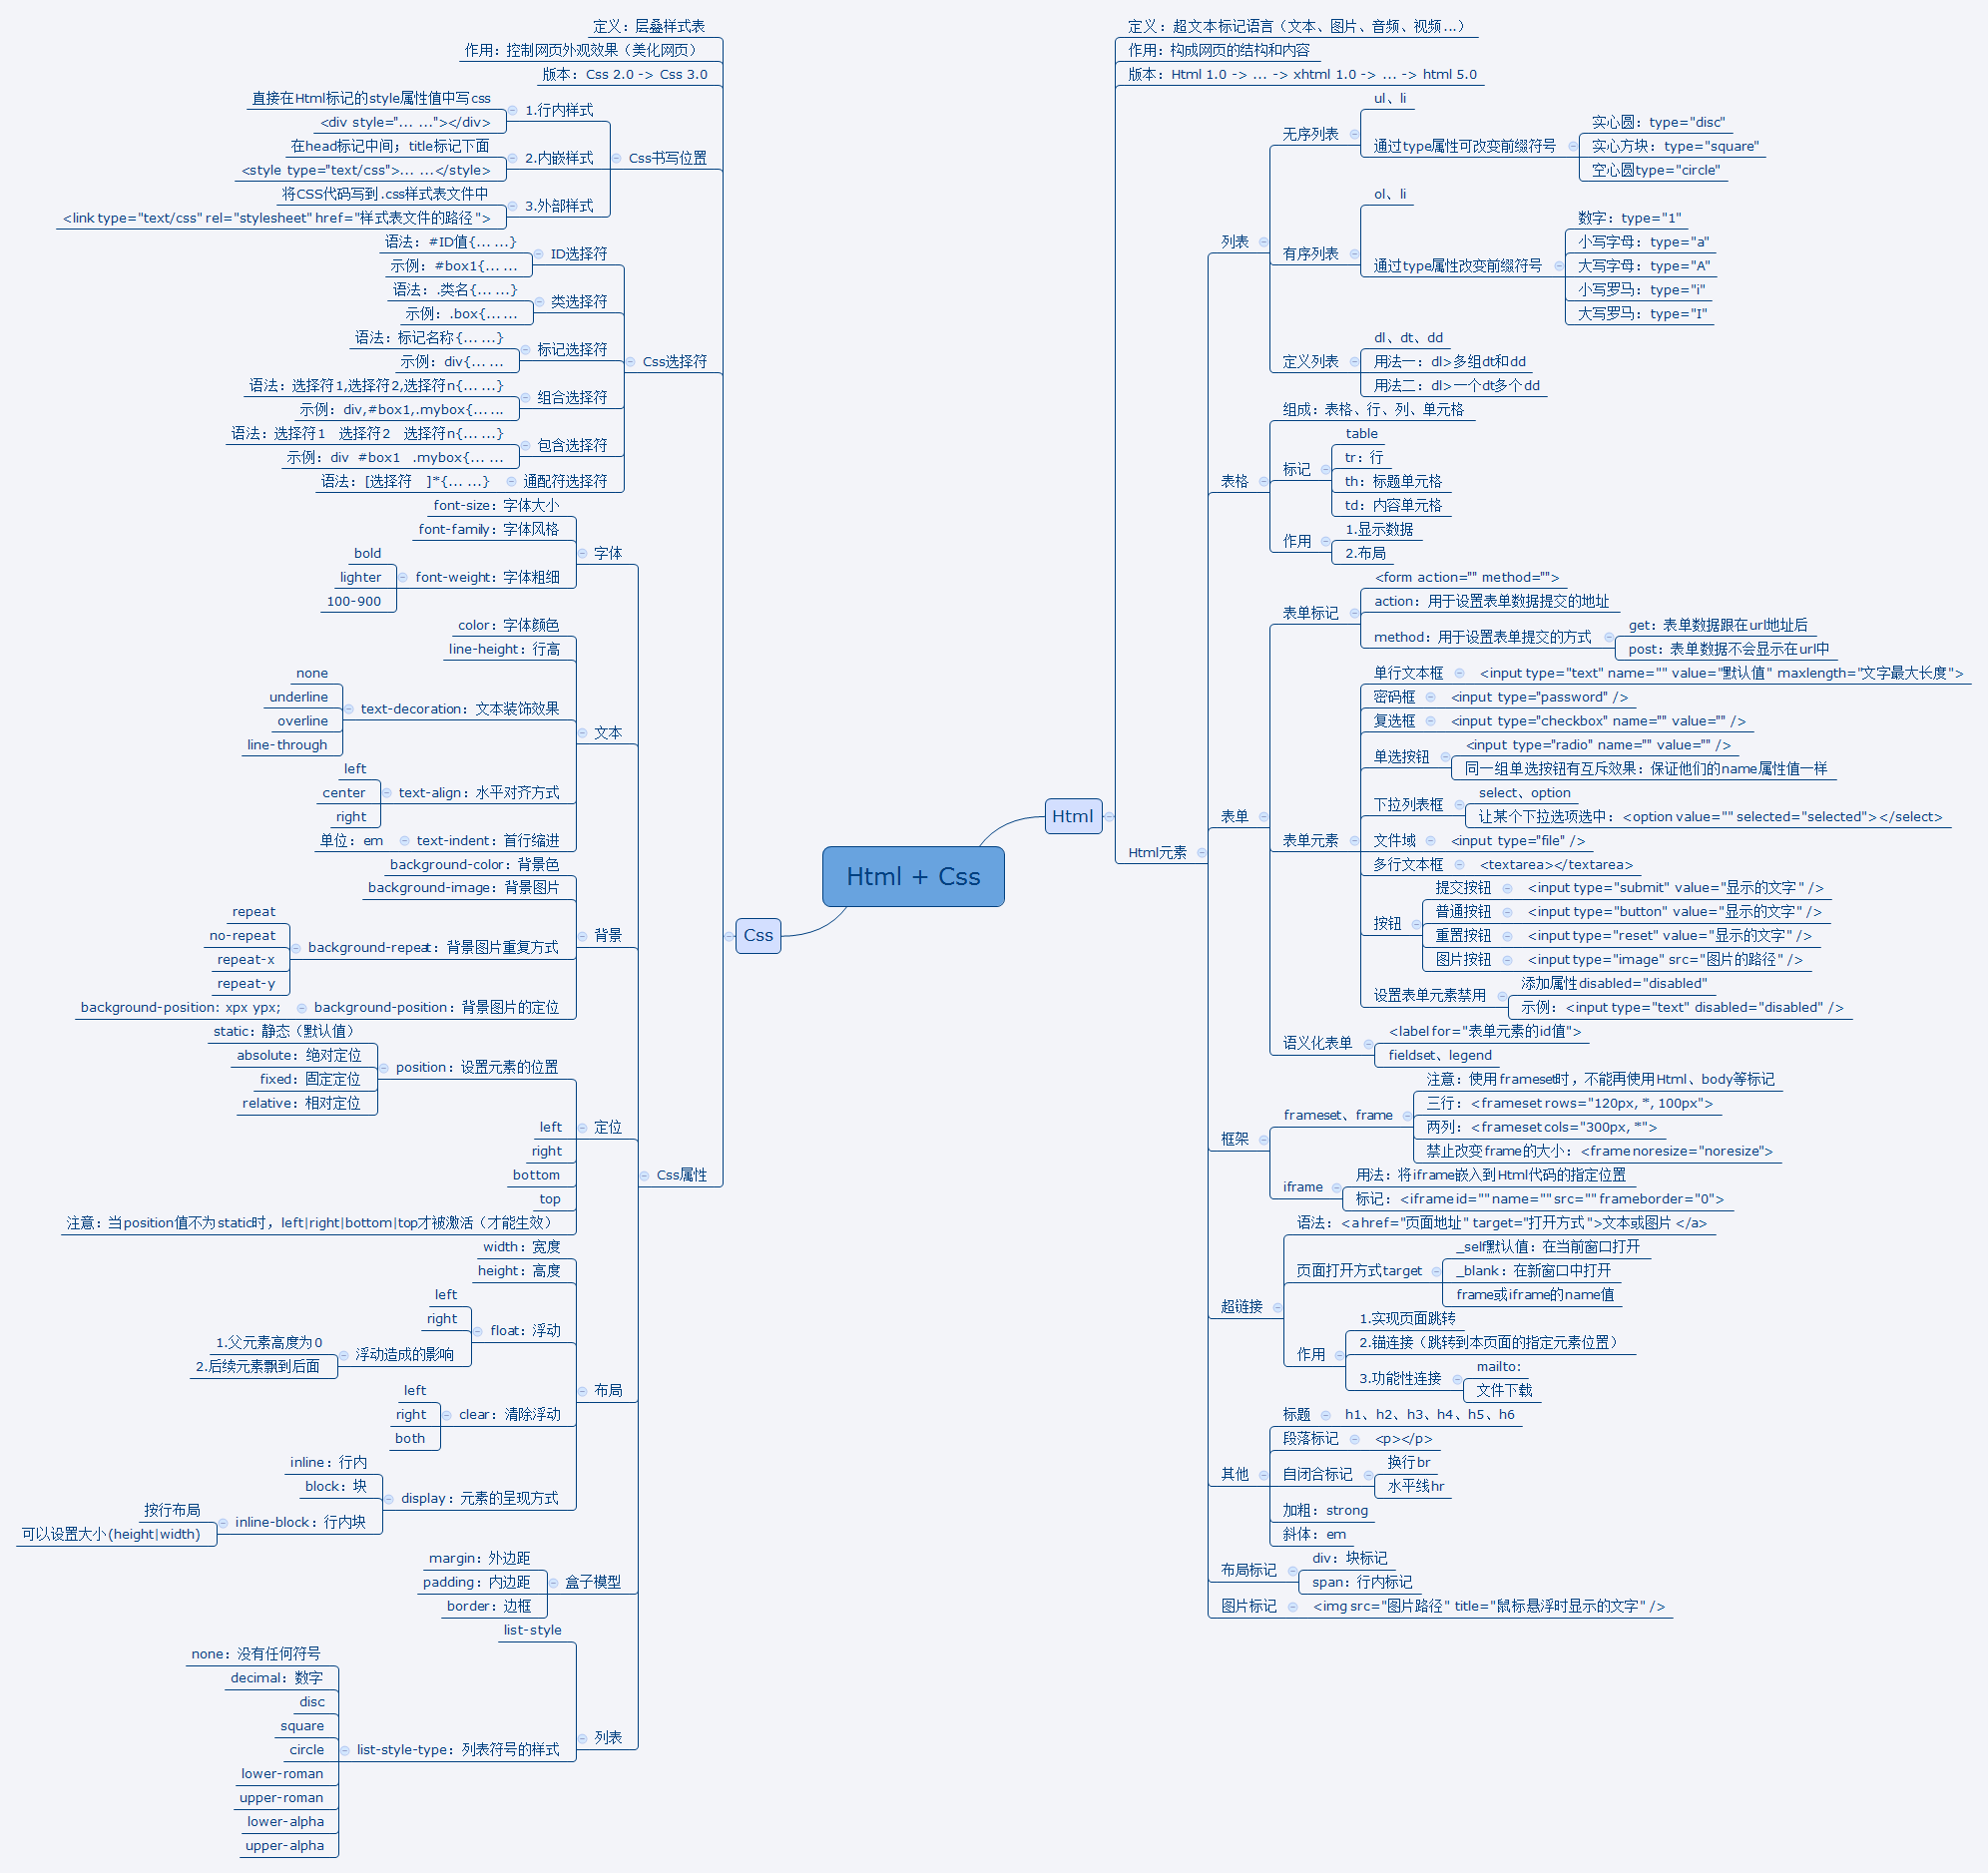 Html + Css
Html
定义：超文本标记语言（文本、图片、音频、视频...）
作用：构成网页的结构和内容
版本：Html 1.0 -> ... -> xhtml 1.0 -> ... -> html 5.0
Html元素
列表
无序列表
ul、li
通过type属性可改变前缀符号
实心圆：type="disc"
实心方块：type="square"
空心圆type="circle"
有序列表
ol、li
通过type属性改变前缀符号
数字：type="1"
小写字母：type="a"
大写字母：type="A"
小写罗马：type="i"
大写罗马：type="I"
定义列表
dl、dt、dd
用法一：dl>多组dt和dd
用法二：dl>一个dt多个dd
表格
组成：表格、行、列、单元格
标记
table
tr：行
th：标题单元格
td：内容单元格
作用
1.显示数据
2.布局
表单
表单标记
<form action="" method="">
action：用于设置表单数据提交的地址
method：用于设置表单提交的方式
get：表单数据跟在url地址后
post：表单数据不会显示在url中
表单元素
单行文本框
<input type="text" name="" value="默认值" maxlength="文字最大长度">
密码框
<input type="password" />
复选框
<input type="checkbox" name="" value="" />
单选按钮
<input type="radio" name="" value="" />
同一组单选按钮有互斥效果：保证他们的name属性值一样
下拉列表框
select、option
让某个下拉选项选中：<option value="" selected="selected"></select>
文件域
<input type="file" />
多行文本框
<textarea></textarea>
按钮
提交按钮
<input type="submit" value="显示的文字" />
普通按钮
<input type="button" value="显示的文字" />
重置按钮
<input type="reset" value="显示的文字" />
图片按钮
<input type="image" src="图片的路径" />
设置表单元素禁用
添加属性disabled="disabled"
示例：<input type="text" disabled="disabled" />
语义化表单
<label for="表单元素的id值">
fieldset、legend
框架
frameset、frame
注意：使用frameset时，不能再使用Html、body等标记
三行：<frameset rows="120px, *, 100px">
两列：<frameset cols="300px, *">
禁止改变frame的大小：<frame noresize="noresize">
iframe
用法：将iframe嵌入到Html代码的指定位置
标记：<iframe id="" name="" src="" frameborder="0">
超链接
语法：<a href="页面地址" target="打开方式">文本或图片</a>
页面打开方式target
_self默认值：在当前窗口打开
_blank：在新窗口中打开
frame或iframe的name值
作用
1.实现页面跳转
2.锚连接（跳转到本页面的指定元素位置）
3.功能性连接
mailto:
文件下载
其他
标题
h1、h2、h3、h4、h5、h6
段落标记
<p></p>
自闭合标记
换行br
水平线hr
加粗：strong
斜体：em
布局标记
div：块标记
span：行内标记
图片标记
<img src="图片路径" title="鼠标悬浮时显示的文字" />
Css
定义：层叠样式表
作用：控制网页外观效果（美化网页）
版本：Css 2.0 -> Css 3.0
Css书写位置
1.行内样式
直接在Html标记的style属性值中写css
<div style="... ..."></div>
2.内嵌样式
在head标记中间；title标记下面
<style type="text/css">... ...</style>
3.外部样式
将CSS代码写到.css样式表文件中
<link type="text/css" rel="stylesheet" href="样式表文件的路径">
Css选择符
ID选择符
语法：#ID值{... ...}
示例：#box1{... ...
类选择符
语法：.类名{... ...}
示例：.box{... ...
标记选择符
语法：标记名称{... ...}
示例：div{... ...
组合选择符
语法：选择符1,选择符2,选择符n{... ...}
示例：div,#box1,.mybox{... ...
包含选择符
语法：选择符1 选择符2 选择符n{... ...}
示例：div #box1 .mybox{... ...
通配符选择符
语法：[选择符 ]*{... ...}
Css属性
字体
font-size：字体大小
font-family：字体风格
font-weight：字体粗细
bold
lighter
100-900
文本
color：字体颜色
line-height：行高
text-decoration：文本装饰效果
none
underline
overline
line-through
text-align：水平对齐方式
left
center
right
text-indent：首行缩进
单位：em
背景
background-color：背景色
background-image：背景图片
background-repeat：背景图片重复方式
repeat
no-repeat
repeat-x
repeat-y
background-position：背景图片的定位
background-position: xpx ypx;
定位
position：设置元素的位置
static：静态（默认值）
absolute：绝对定位
fixed：固定定位
relative：相对定位
left
right
bottom
top
注意：当position值不为static时，left|right|bottom|top才被激活（才能生效）
布局
width：宽度
height：高度
float：浮动
left
right
浮动造成的影响
1.父元素高度为0
2.后续元素飘到后面
clear：清除浮动
left
right
both
display：元素的呈现方式
inline：行内
block：块
inline-block：行内块
按行布局
可以设置大小(height|width)
盒子模型
margin：外边距
padding：内边距
border：边框
列表
list-style
list-style-type：列表符号的样式
none：没有任何符号
decimal：数字
disc
square
circle
lower-roman
upper-roman
lower-alpha
upper-alpha